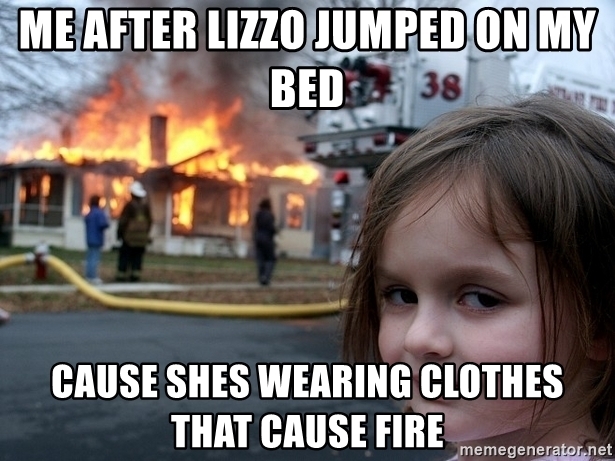 ME AFTER LIZZO JUMPED ON MY
BED
38
CAUSE SHES WEARING CLOTHES
THAT CAUSE FIRE
memegenerator.net